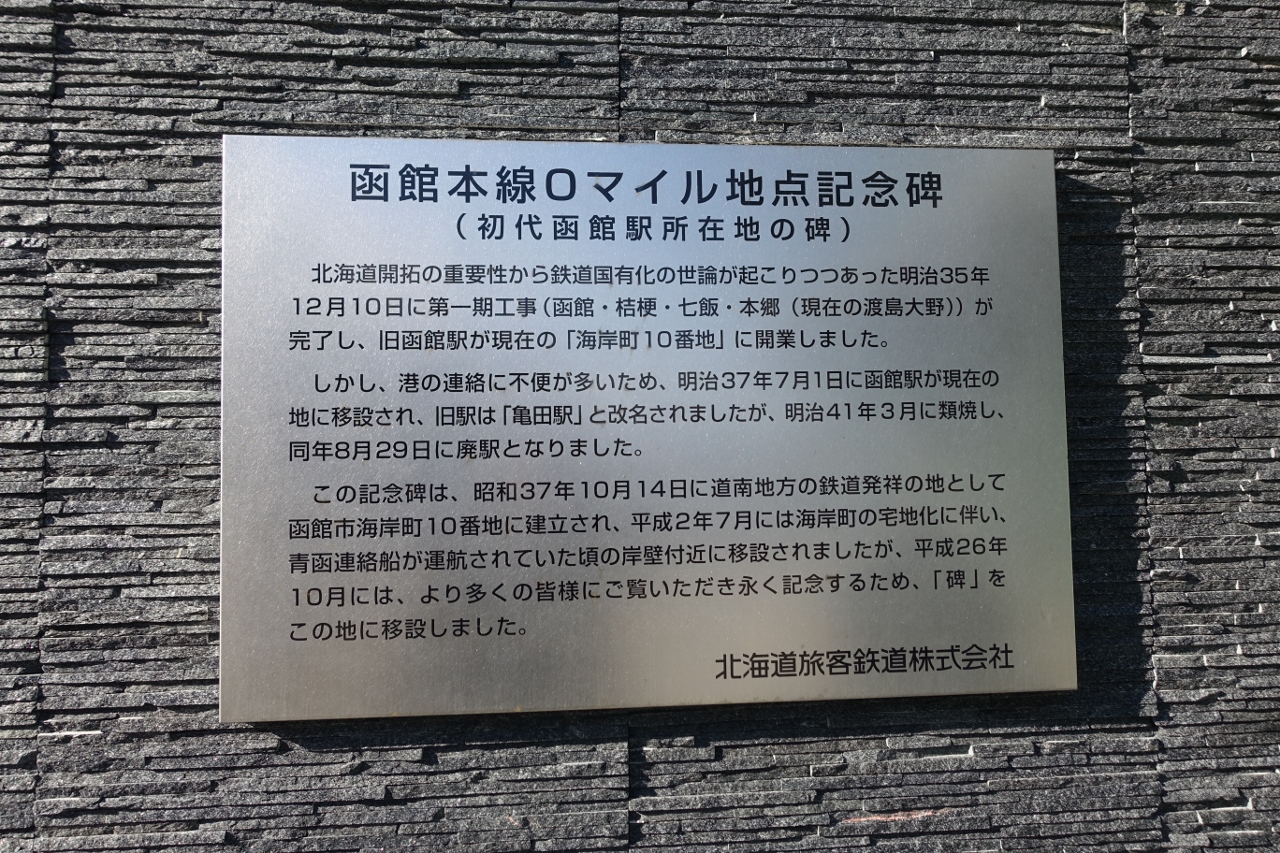 函館本線0マイル地点記念碑
（初代函館駅所在地の碑）
北海道開拓の重要性から鉄道国有化の世論が起こりつつあった明治35年
12月10日に第一期工事（函館・桔梗・七飯・本郷（現在の渡島大野））が
完了し、旧函館駅が現在の「海岸町10番地」に開業しました。
しかし、港の連絡に不便が多いため、明治37年7月1日に函館駅が現在の
地に移設され、旧駅は「亀田駅」と改名されましたが、明治41年3月に類焼し、
同年8月29日に廃駅となりました。
この記念碑は、昭和37年10月14日に道南地方の鉄道発祥の地として
函館市海岸町10番地に建立され、平成2年7月には海岸町の宅地化に伴い、
青函連絡船が運航されていた頃の岸壁付近に移設されましたが、平成26年
10月には、より多くの皆様にご覧いただき永く記念するため、「碑」を
この地に移設しました。
北海道旅客鉄道株式会社